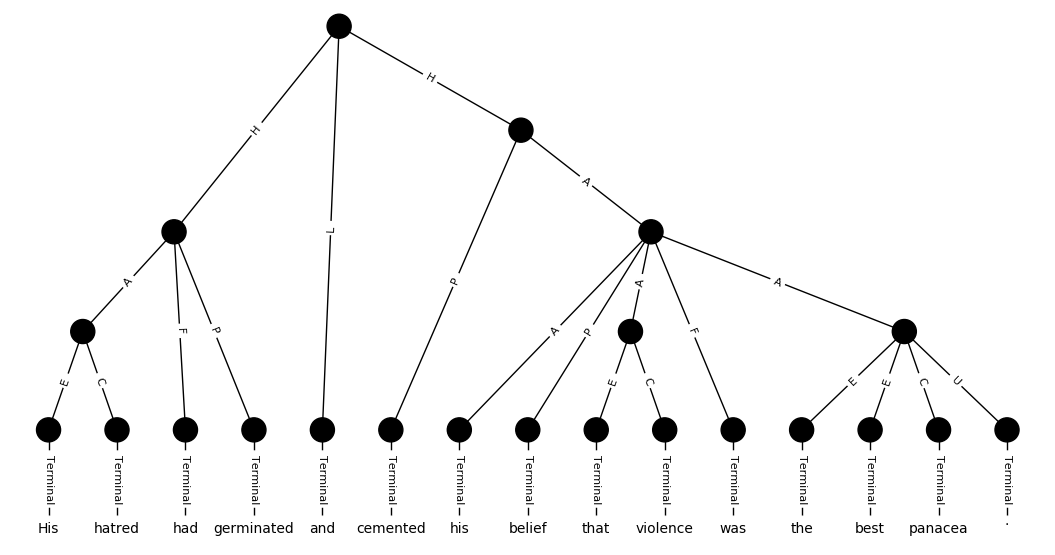 H
H
A
H
L
A
P
A
A
A
F
P
A
P
F
E
C
E
C
E
E
C
U
Terminal Terminal Terminal Terminal Terminal Terminal Terminal Terminal Terminal Terminal Terminal Terminal Terminal Terminal Terminal
His hatred had germinated and cemented his belief that violence was the best panacea .